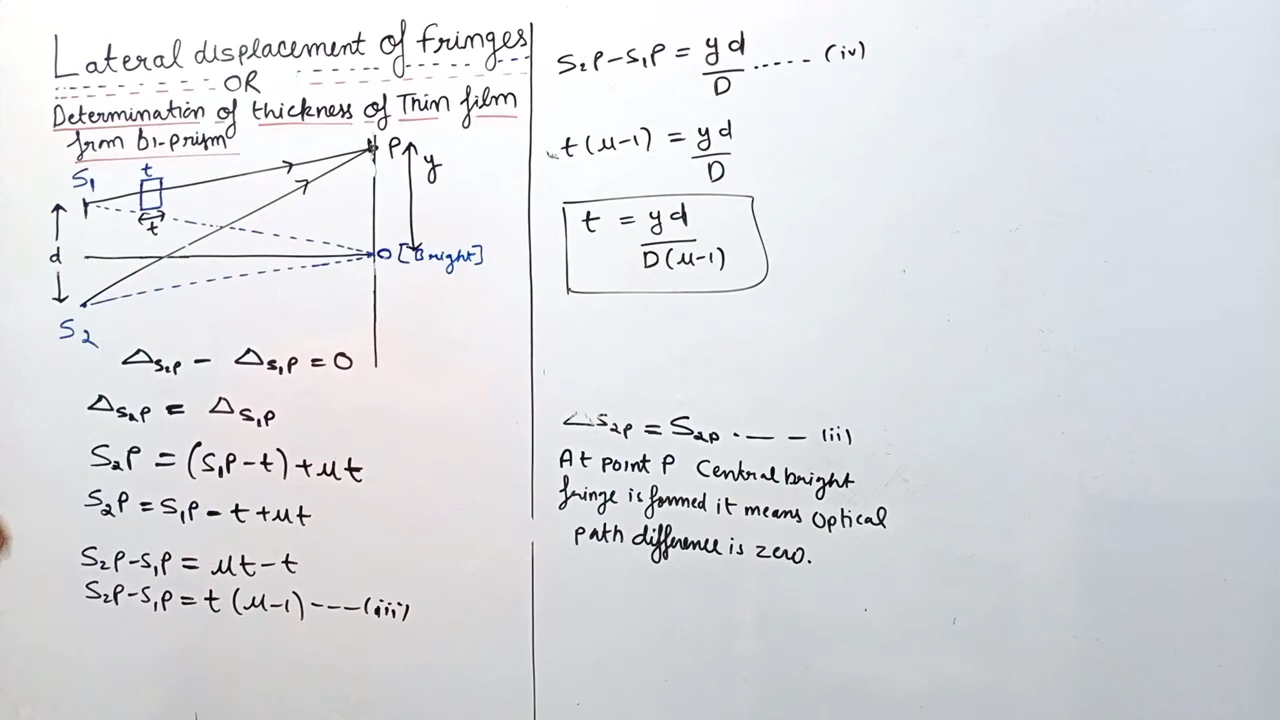 Lateral displacement of fringes
OR
Determination of thickness of Thin film
from bi-prism
t
S₁
P
y
t
d
O [Bright]
S₂
Δs₂p - Δs₁p = 0
Δs₂p = Δs₁p
S₂P = (S₁P-t)+μt
S₂P = S₁P - t + μt
S₂P-S₁P = μt-t
S₂P-S₁P = t(μ-1) ---(iii)
S₂P-S₁P = yd/D ..... (iv)
t(μ-1) = yd/D
t = yd/D(μ-1)
Δs₂p = S₂p . — - (ii)
At point P Central bright
fringe is formed it means optical
path difference is zero.